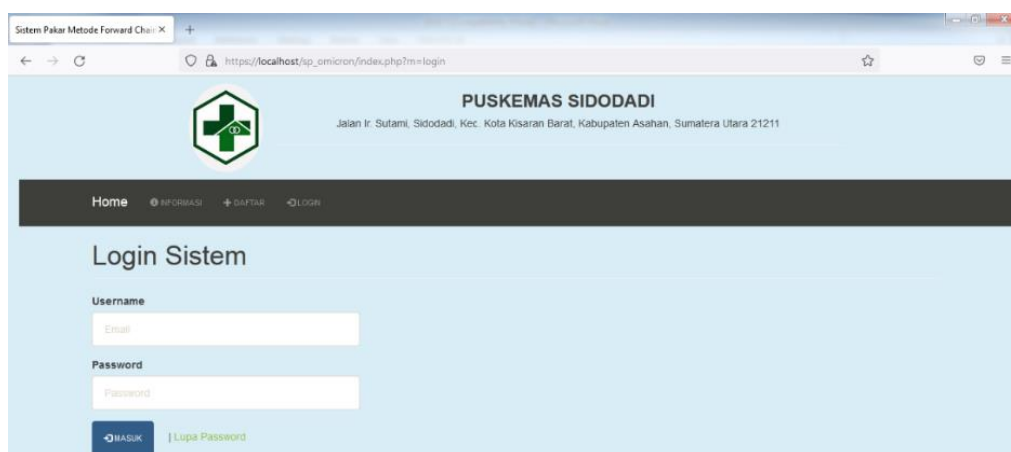 Sistem Pakar Metode Forward Chai
https://localhost/sp_omicron/index.php?m=login
PUSKEMAS SIDODADI
Jalan Ir. Sutami, Sidodadi, Kec. Kota Kisaran Barat, Kabupaten Asahan, Sumatera Utara 21211
Home INFORMASI DAFTAR LOGIN
Login Sistem
Username
Email
Password
Password
MASUK | Lupa Password